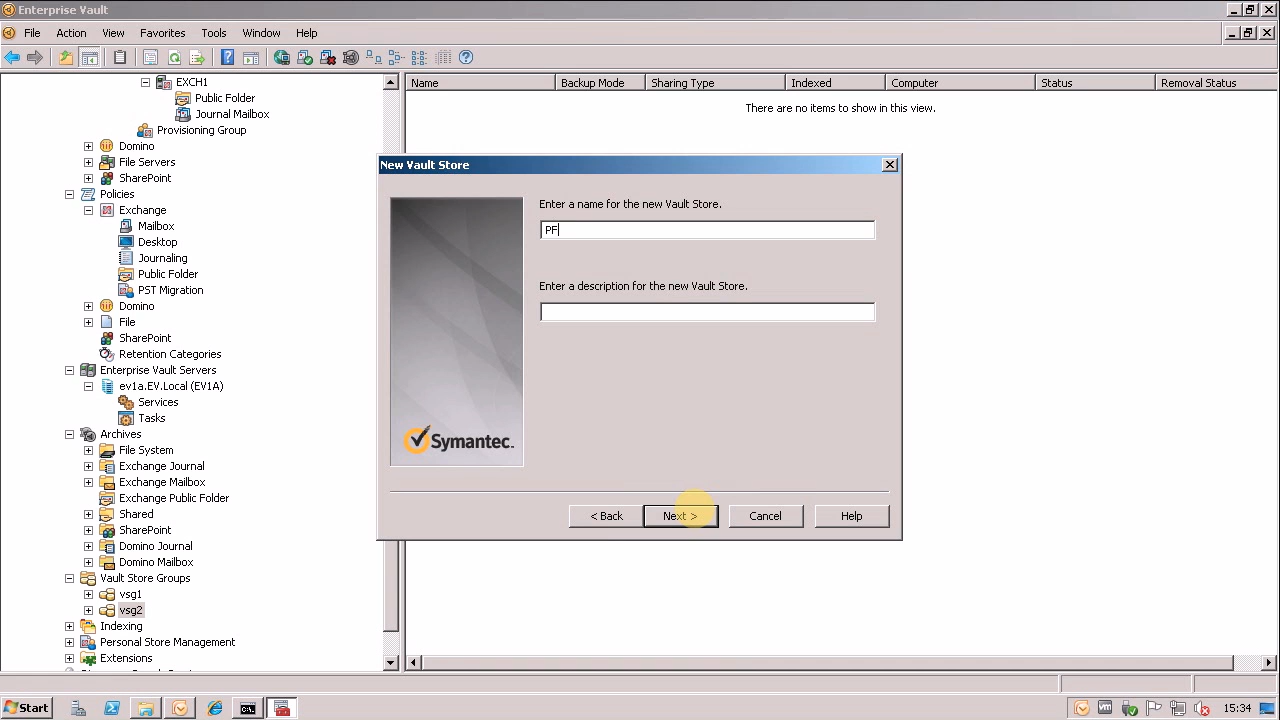 Enterprise Vault
File Action View Favorites Tools Window Help
EXCH1
Public Folder
Journal Mailbox
Provisioning Group
Domino
File Servers
SharePoint
Policies
Exchange
Mailbox
Desktop
Journaling
Public Folder
PST Migration
Domino
File
SharePoint
Retention Categories
Enterprise Vault Servers
ev1a.EV.Local (EV1A)
Services
Tasks
Archives
File System
Exchange Journal
Exchange Mailbox
Exchange Public Folder
Shared
SharePoint
Domino Journal
Domino Mailbox
Vault Store Groups
vsg1
vsg2
Indexing
Personal Store Management
Extensions
Name Backup Mode Sharing Type Indexed Computer Status Removal Status
There are no items to show in this view.
New Vault Store
Enter a name for the new Vault Store.
PF
Enter a description for the new Vault Store.
Symantec.
< Back Next > Cancel Help
Start
15:34